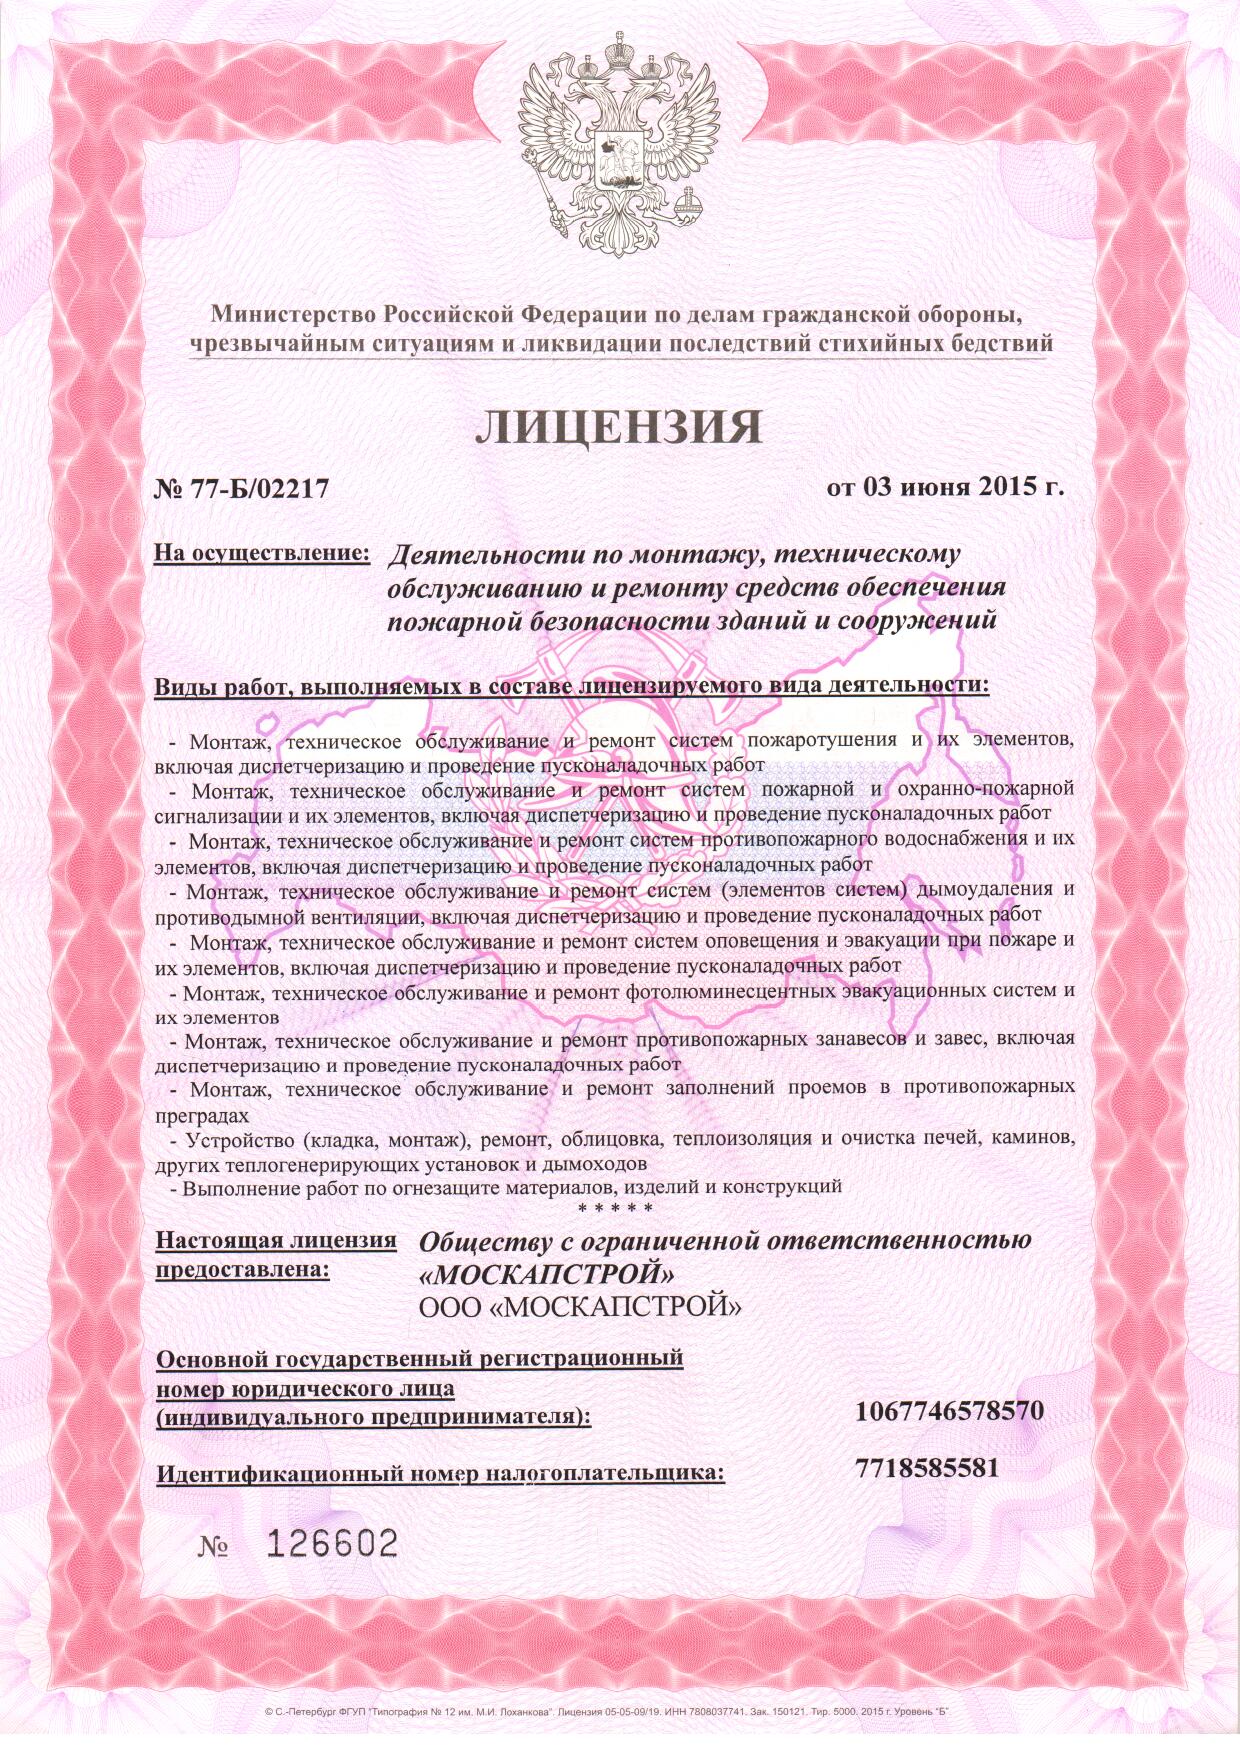 Министерство Российской Федерации по делам гражданской обороны,
чрезвычайным ситуациям и ликвидации последствий стихийных бедствий
ЛИЦЕНЗИЯ
№ 77-Б/02217 от 03 июня 2015 г.
На осуществление: Деятельности по монтажу, техническому
обслуживанию и ремонту средств обеспечения
пожарной безопасности зданий и сооружений
Виды работ, выполняемых в составе лицензируемого вида деятельности:
- Монтаж, техническое обслуживание и ремонт систем пожаротушения и их элементов,
включая диспетчеризацию и проведение пусконаладочных работ
- Монтаж, техническое обслуживание и ремонт систем пожарной и охранно-пожарной
сигнализации и их элементов, включая диспетчеризацию и проведение пусконаладочных работ
- Монтаж, техническое обслуживание и ремонт систем противопожарного водоснабжения и их
элементов, включая диспетчеризацию и проведение пусконаладочных работ
- Монтаж, техническое обслуживание и ремонт систем (элементов систем) дымоудаления и
противодымной вентиляции, включая диспетчеризацию и проведение пусконаладочных работ
- Монтаж, техническое обслуживание и ремонт систем оповещения и эвакуации при пожаре и
их элементов, включая диспетчеризацию и проведение пусконаладочных работ
- Монтаж, техническое обслуживание и ремонт фотолюминесцентных эвакуационных систем и
их элементов
- Монтаж, техническое обслуживание и ремонт противопожарных занавесов и завес, включая
диспетчеризацию и проведение пусконаладочных работ
- Монтаж, техническое обслуживание и ремонт заполнений проемов в противопожарных
преградах
- Устройство (кладка, монтаж), ремонт, облицовка, теплоизоляция и очистка печей, каминов,
других теплогенерирующих установок и дымоходов
- Выполнение работ по огнезащите материалов, изделий и конструкций
* * * * *
Настоящая лицензия Обществу с ограниченной ответственностью
предоставлена: «МОСКАПСТРОЙ»
ООО «МОСКАПСТРОЙ»
Основной государственный регистрационный
номер юридического лица
(индивидуального предпринимателя): 1067746578570
Идентификационный номер налогоплательщика: 7718585581
№ 126602
© С.-Петербург ФГУП "Типография № 12 им. М.И. Лоханкова". Лицензия 05-05-09/19. ИНН 7808037741. Зак. 150121. Тир. 5000. 2015 г. Уровень "Б"